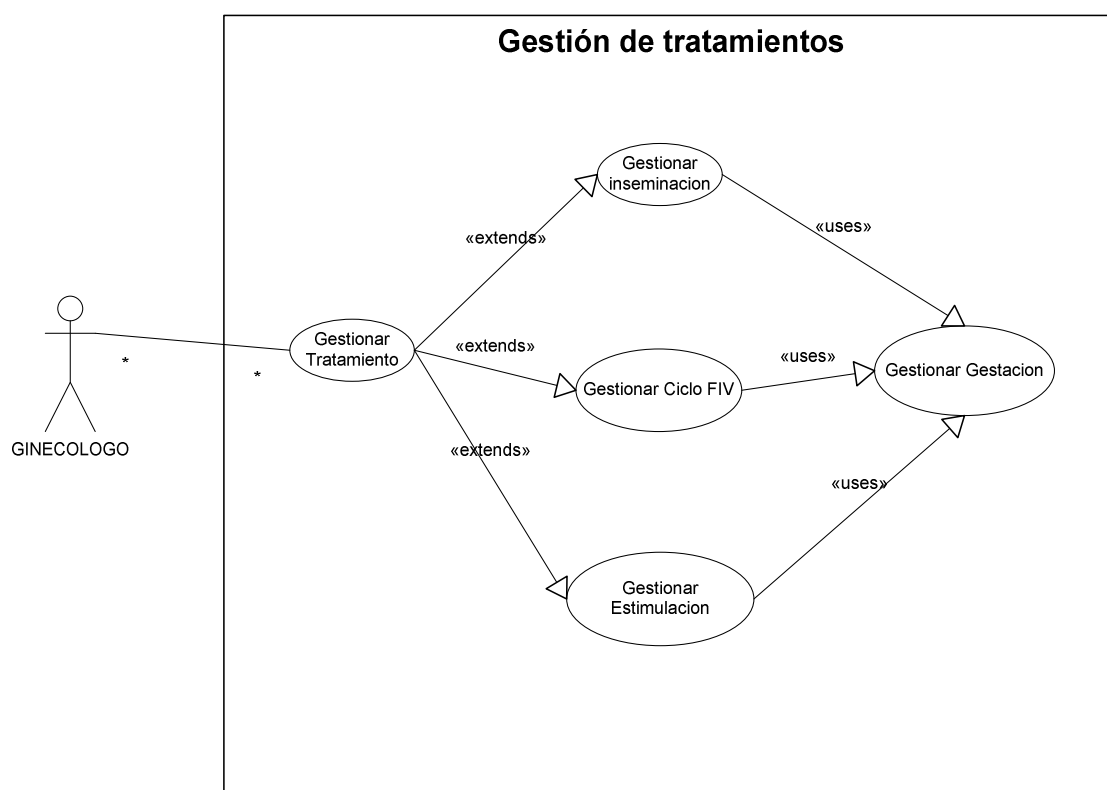 Gestión de tratamientos
Gestionar
inseminacion
«uses»
«extends»
Gestionar
Tratamiento
«extends»
«uses»
*
*
Gestionar Ciclo FIV
Gestionar Gestacion
GINECOLOGO
«extends»
«uses»
Gestionar
Estimulacion